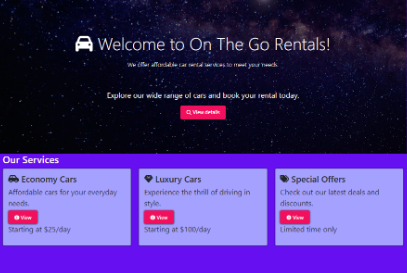 Welcome to On The Go Rentals!
We offer affordable car rental services to meet your needs.
Explore our wide range of cars and book your rental today.
View details
Our Services
Economy Cars
Affordable cars for your everyday
needs.
View
Starting at $25/day
Luxury Cars
Experience the thrill of driving in
style.
View
Starting at $100/day
Special Offers
Check out our latest deals and
discounts.
View
Limited time only